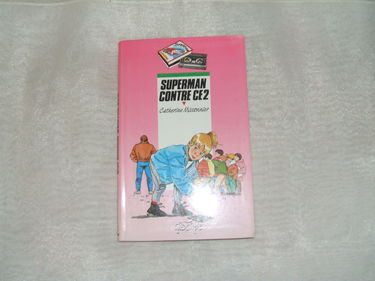 SUPERMAN
CONTRE CE2
Catherine Missonnier